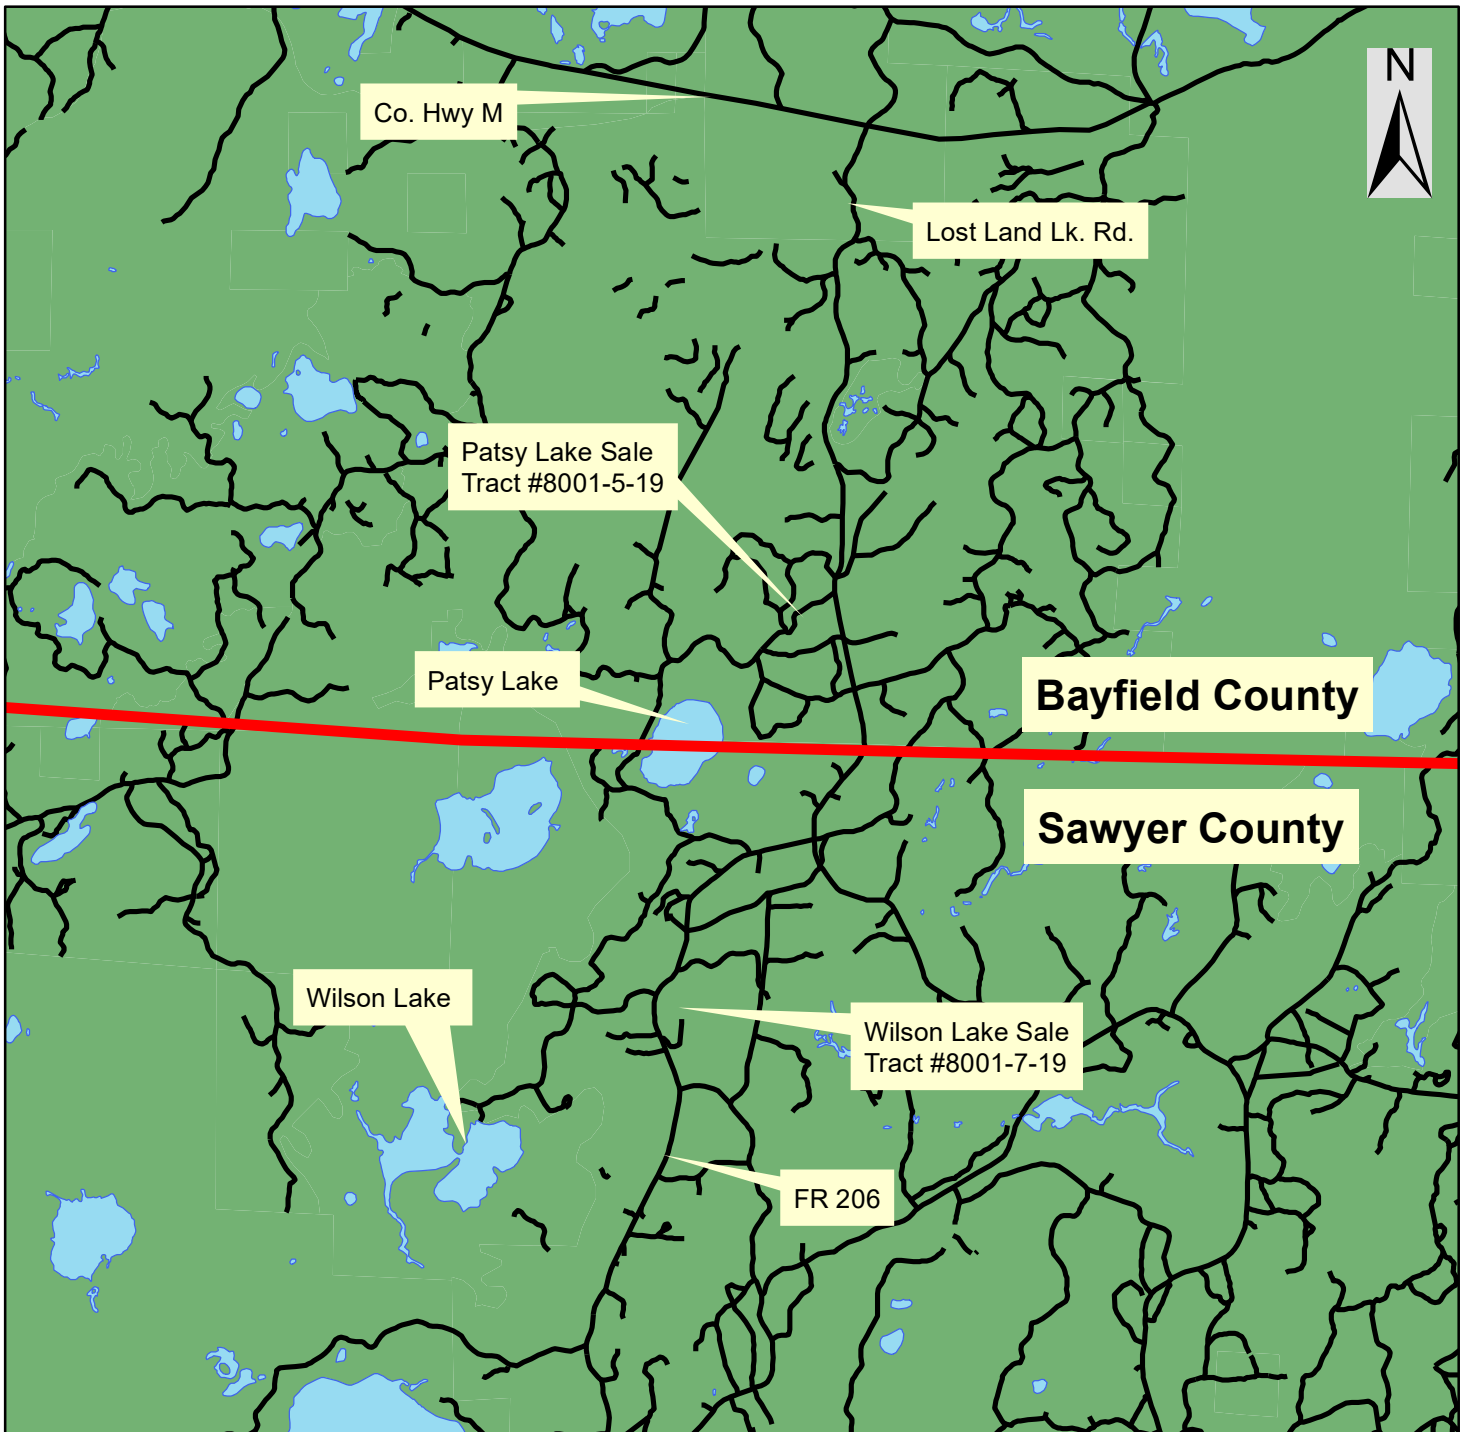 N
Co. Hwy M
Lost Land Lk. Rd.
Patsy Lake Sale
Tract #8001-5-19
Patsy Lake
Bayfield County
Sawyer County
Wilson Lake
Wilson Lake Sale
Tract #8001-7-19
FR 206